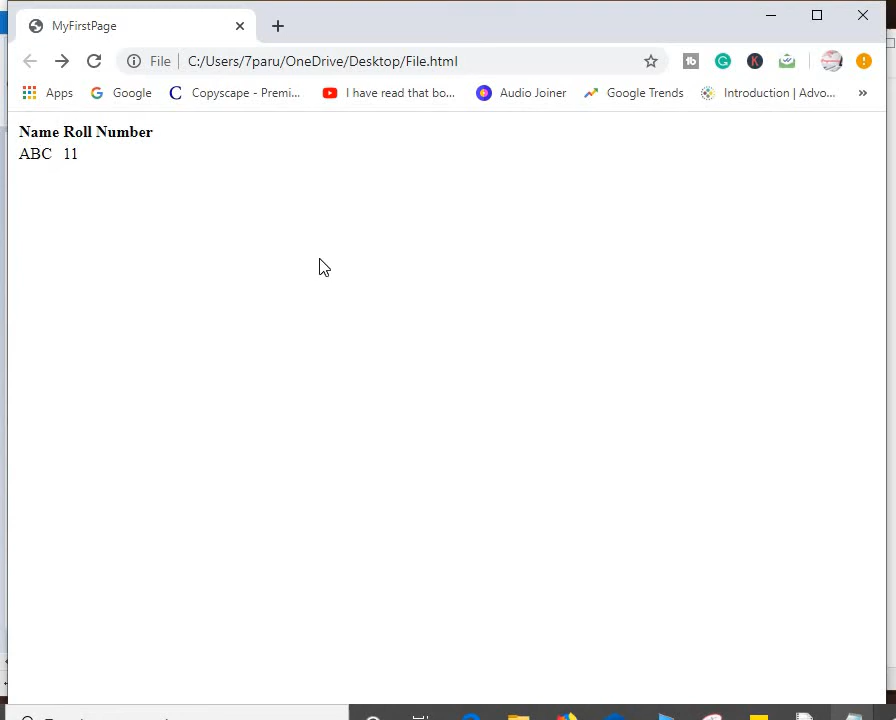 MyFirstPage
File C:/Users/7paru/OneDrive/Desktop/File.html
Apps Google Copyscape - Premi... I have read that bo... Audio Joiner Google Trends Introduction | Advo... »
Name Roll Number
ABC 11